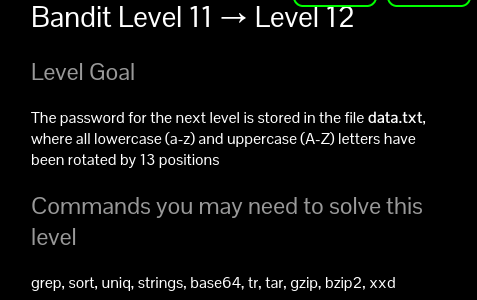 Bandit Level 11 → Level 12
Level Goal
The password for the next level is stored in the file data.txt,
where all lowercase (a-z) and uppercase (A-Z) letters have
been rotated by 13 positions
Commands you may need to solve this
level
grep, sort, uniq, strings, base64, tr, tar, gzip, bzip2, xxd